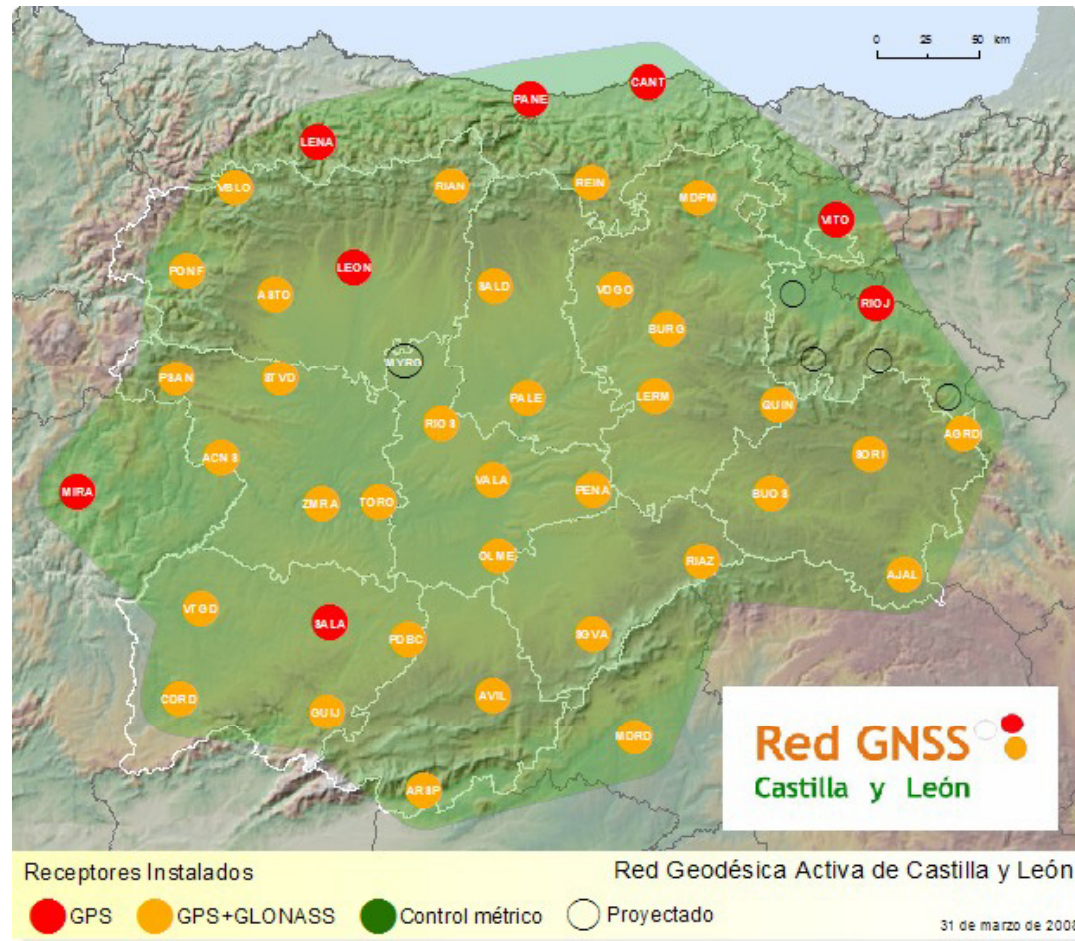 0 25 50 km
CANT
PANE
LENA
VBLO
RIAN
REIN
MDPM
VITO
PONF
LEON
ASTO
SALD
VDGO
RIOJ
BURG
MYRG
PSAN
STVD
PALE
LERM
QUIN
RIOS
AGRD
ACNS
SORI
MIRA
ZMRA
TORO
VALA
PENA
BUOS
OLME
RIAZ
AJAL
VTGD
SALA
PDBC
SGVA
CORD
GUIJ
AVIL
MDRD
ARSP
Red GNSS
Castilla y León
Receptores Instalados
Red Geodésica Activa de Castilla y León
GPS
GPS+GLONASS
Control métrico
Proyectado
31 de marzo de 2008